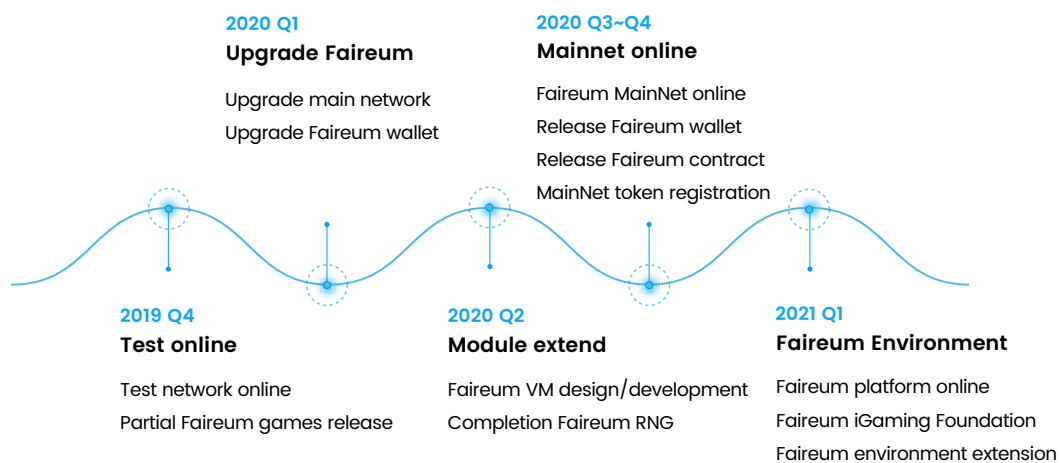 2020 Q1
Upgrade Faireum
Upgrade main network
Upgrade Faireum wallet
2020 Q3~Q4
Mainnet online
Faireum MainNet online
Release Faireum wallet
Release Faireum contract
MainNet token registration
2019 Q4
Test online
Test network online
Partial Faireum games release
2020 Q2
Module extend
Faireum VM design/development
Completion Faireum RNG
2021 Q1
Faireum Environment
Faireum platform online
Faireum iGaming Foundation
Faireum environment extension